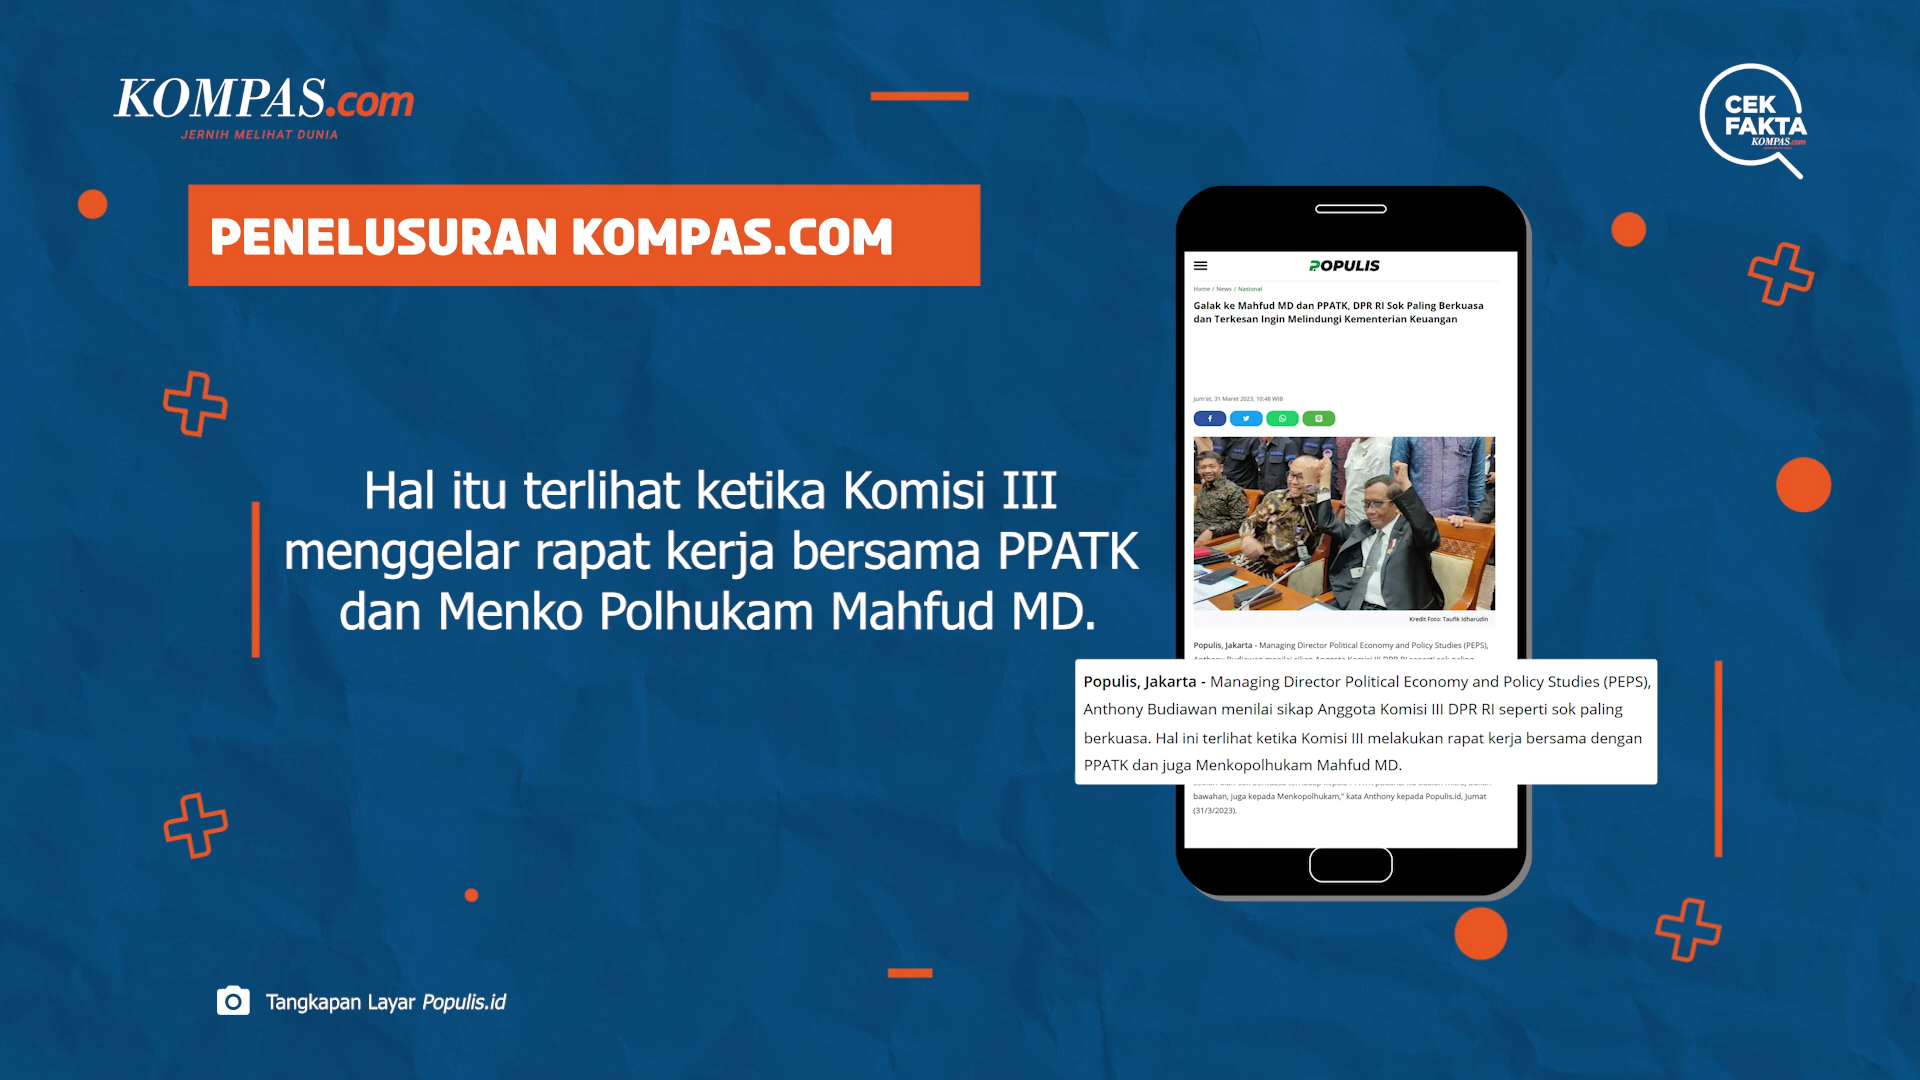 KOMPAS.com
JERNIH MELIHAT DUNIA
CEK
FAKTA
KOMPAS.com
PENELUSURAN KOMPAS.COM
Hal itu terlihat ketika Komisi III
menggelar rapat kerja bersama PPATK
dan Menko Polhukam Mahfud MD.
POPULIS
Home / News / Nasional
Galak ke Mahfud MD dan PPATK, DPR RI Sok Paling Berkuasa
dan Terkesan Ingin Melindungi Kementerian Keuangan
Jum'at, 31 Maret 2023, 10:48 WIB
Kredit Foto: Taufik Idharudin
Populis, Jakarta - Managing Director Political Economy and Policy Studies (PEPS),
Populis, Jakarta - Managing Director Political Economy and Policy Studies (PEPS),
Anthony Budiawan menilai sikap Anggota Komisi III DPR RI seperti sok paling
berkuasa. Hal ini terlihat ketika Komisi III melakukan rapat kerja bersama dengan
PPATK dan juga Menkopolhukam Mahfud MD.
bawahan, juga kepada Menkopolhukam," kata Anthony kepada Populis.id, Jumat
(31/3/2023).
Tangkapan Layar Populis.id